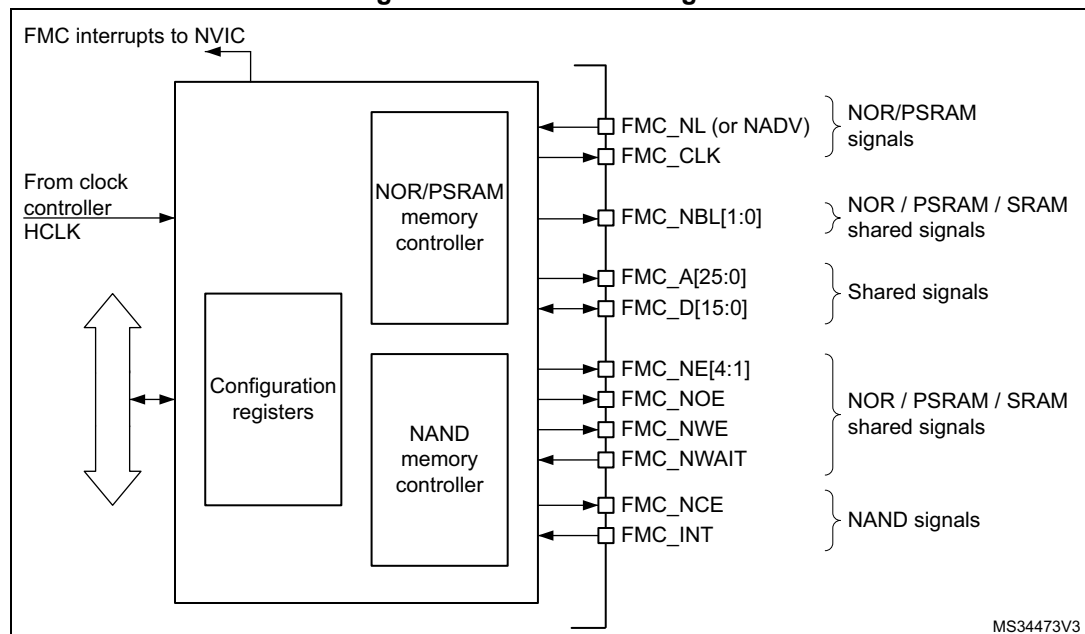 FMC interrupts to NVIC
From clock
controller
HCLK
NOR/PSRAM
memory
controller
Configuration
registers
NAND
memory
controller
FMC_NL (or NADV)
FMC_CLK
NOR/PSRAM
signals
FMC_NBL[1:0]
NOR / PSRAM / SRAM
shared signals
FMC_A[25:0]
FMC_D[15:0]
Shared signals
FMC_NE[4:1]
FMC_NOE
FMC_NWE
FMC_NWAIT
NOR / PSRAM / SRAM
shared signals
FMC_NCE
FMC_INT
NAND signals
MS34473V3